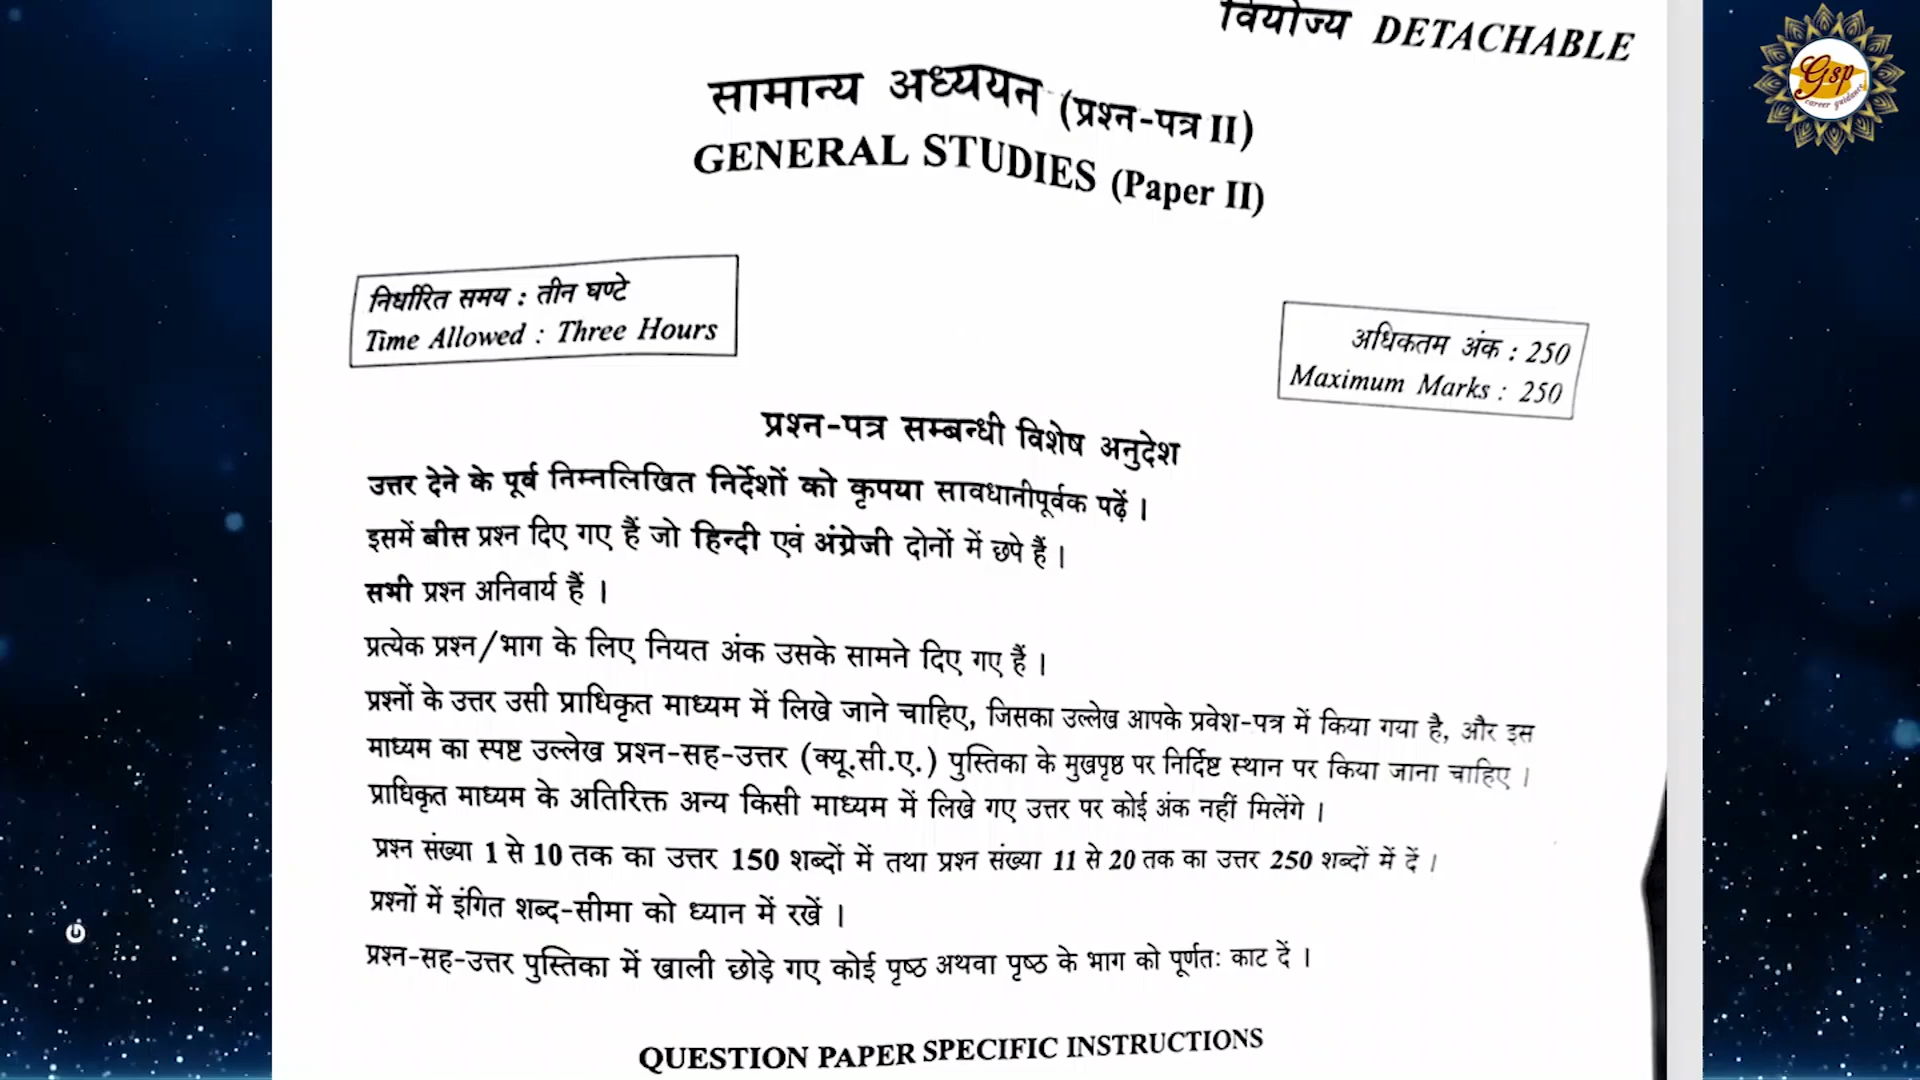 वियोज्य DETACHABLE
सामान्य अध्ययन (प्रश्न-पत्र II)
GENERAL STUDIES (Paper II)
निर्धारित समय : तीन घण्टे
Time Allowed : Three Hours
अधिकतम अंक : 250
Maximum Marks : 250
प्रश्न-पत्र सम्बन्धी विशेष अनुदेश
उत्तर देने के पूर्व निम्नलिखित निर्देशों को कृपया सावधानीपूर्वक पढ़ें ।
इसमें बीस प्रश्न दिए गए हैं जो हिन्दी एवं अंग्रेजी दोनों में छपे हैं ।
सभी प्रश्न अनिवार्य हैं ।
प्रत्येक प्रश्न/भाग के लिए नियत अंक उसके सामने दिए गए हैं ।
प्रश्नों के उत्तर उसी प्राधिकृत माध्यम में लिखे जाने चाहिए, जिसका उल्लेख आपके प्रवेश-पत्र में किया गया है, और इस
माध्यम का स्पष्ट उल्लेख प्रश्न-सह-उत्तर (क्यू.सी.ए.) पुस्तिका के मुखपृष्ठ पर निर्दिष्ट स्थान पर किया जाना चाहिए ।
प्राधिकृत माध्यम के अतिरिक्त अन्य किसी माध्यम में लिखे गए उत्तर पर कोई अंक नहीं मिलेंगे ।
प्रश्न संख्या 1 से 10 तक का उत्तर 150 शब्दों में तथा प्रश्न संख्या 11 से 20 तक का उत्तर 250 शब्दों में दें ।
प्रश्नों में इंगित शब्द-सीमा को ध्यान में रखें ।
प्रश्न-सह-उत्तर पुस्तिका में खाली छोड़े गए कोई पृष्ठ अथवा पृष्ठ के भाग को पूर्णतः काट दें ।
QUESTION PAPER SPECIFIC INSTRUCTIONS
Gsp
career guidance